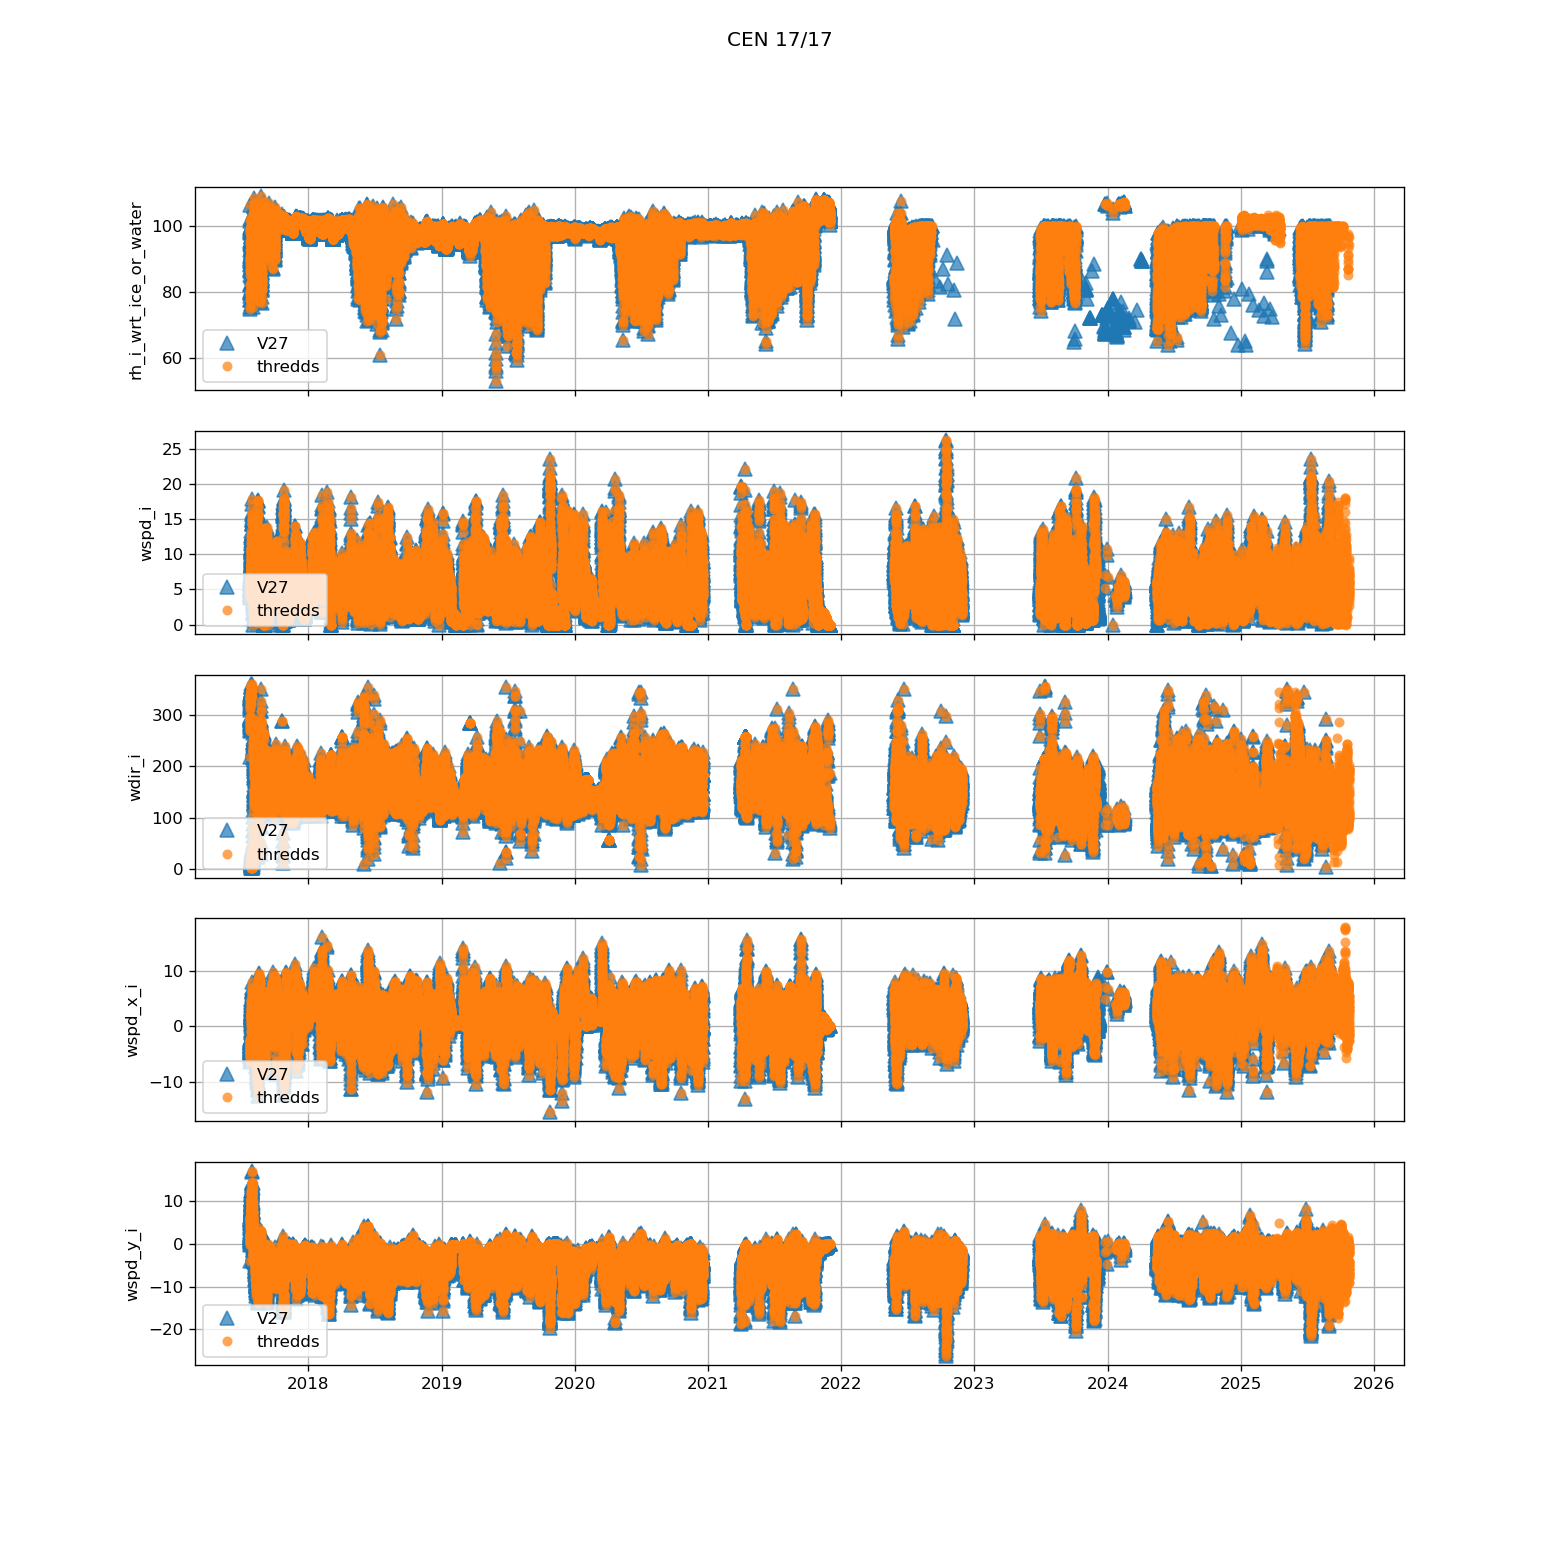 CEN 17/17
rh_i_wrt_ice_or_water
100
80
60
V27
thredds
wspd_i
25
20
15
10
5
0
V27
thredds
wdir_i
300
200
100
0
V27
thredds
wspd_x_i
10
0
−10
V27
thredds
wspd_y_i
10
0
−10
−20
V27
thredds
2018 2019 2020 2021 2022 2023 2024 2025 2026